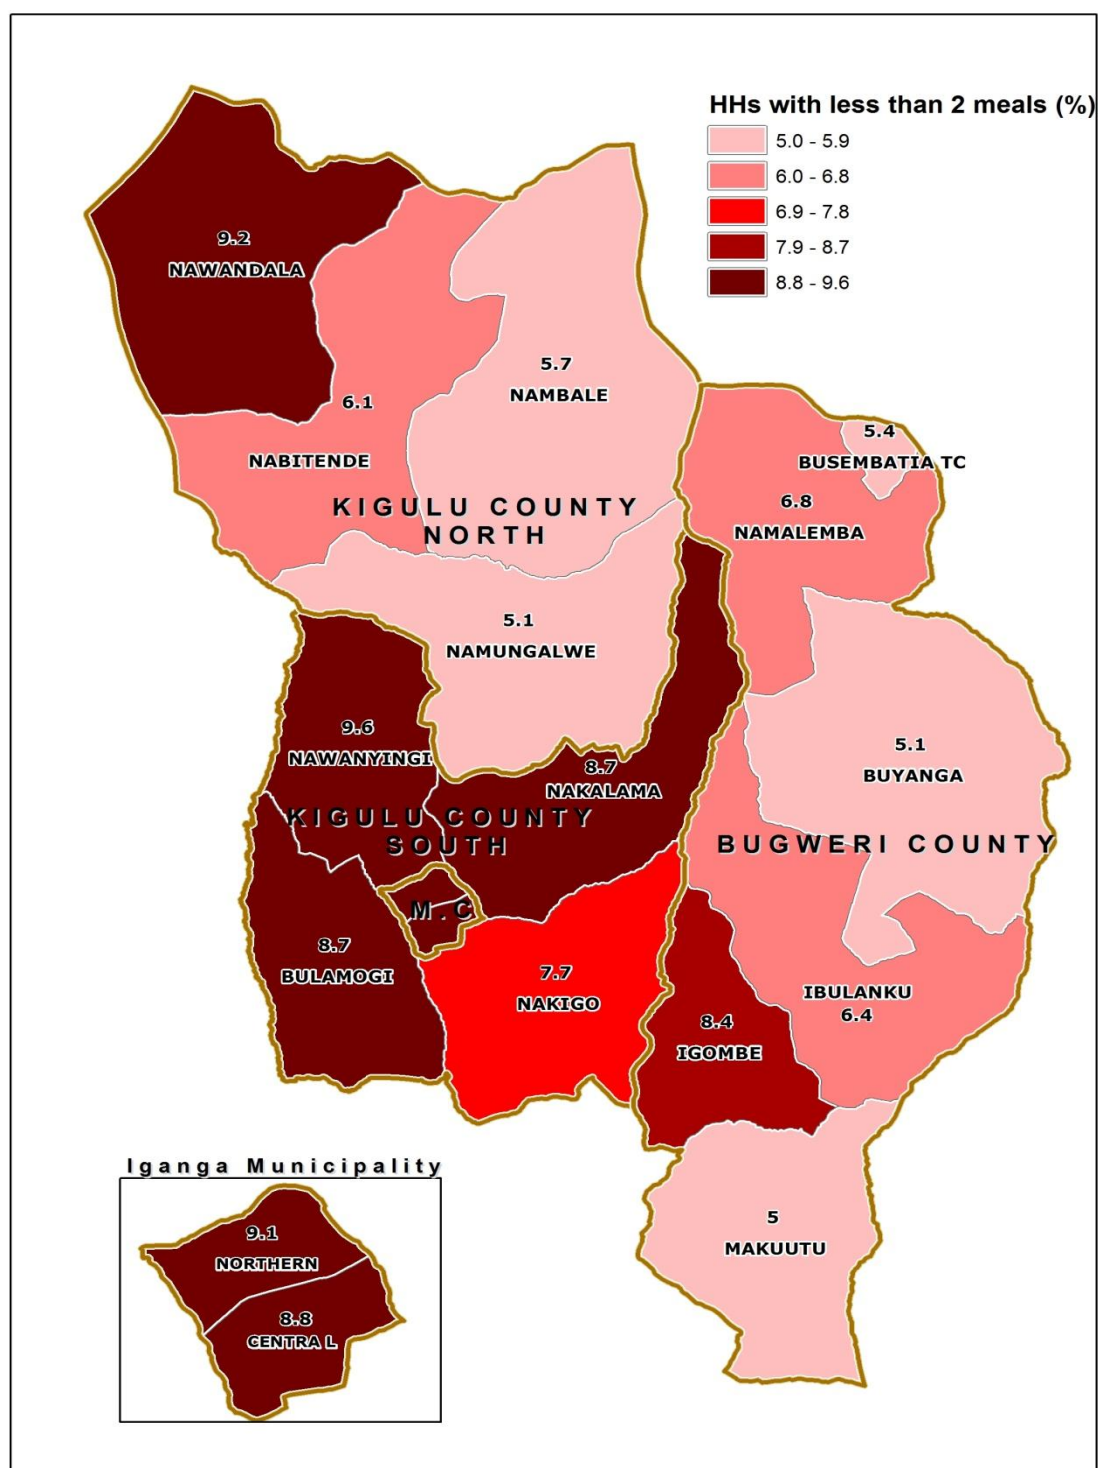 HHs with less than 2 meals (%)
5.0 - 5.9
6.0 - 6.8
6.9 - 7.8
7.9 - 8.7
8.8 - 9.6
9.2
NAWANDALA
5.7
NAMBALE
6.1
NABITENDE
5.4
BUSEMBATIA TC
6.8
NAMALEMBA
KIGULU COUNTY
NORTH
5.1
NAMUNGALWE
9.6
NAWANYINGI
8.7
NAKALAMA
5.1
BUYANGA
KIGULU COUNTY
SOUTH
BUGWERI COUNTY
M.C
8.7
BULAMOGI
7.7
NAKIGO
IBULANKU
6.4
8.4
IGOMBE
5
MAKUUTU
Iganga Municipality
9.1
NORTHERN
8.8
CENTRA L